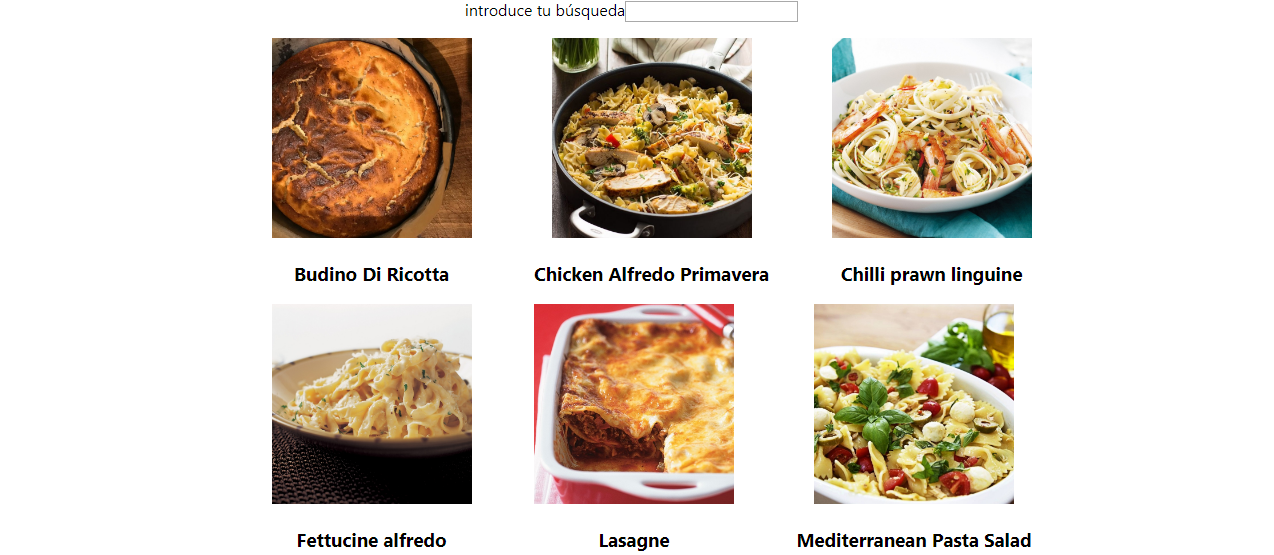 introduce tu búsqueda
Budino Di Ricotta
Chicken Alfredo Primavera
Chilli prawn linguine
Fettucine alfredo
Lasagne
Mediterranean Pasta Salad